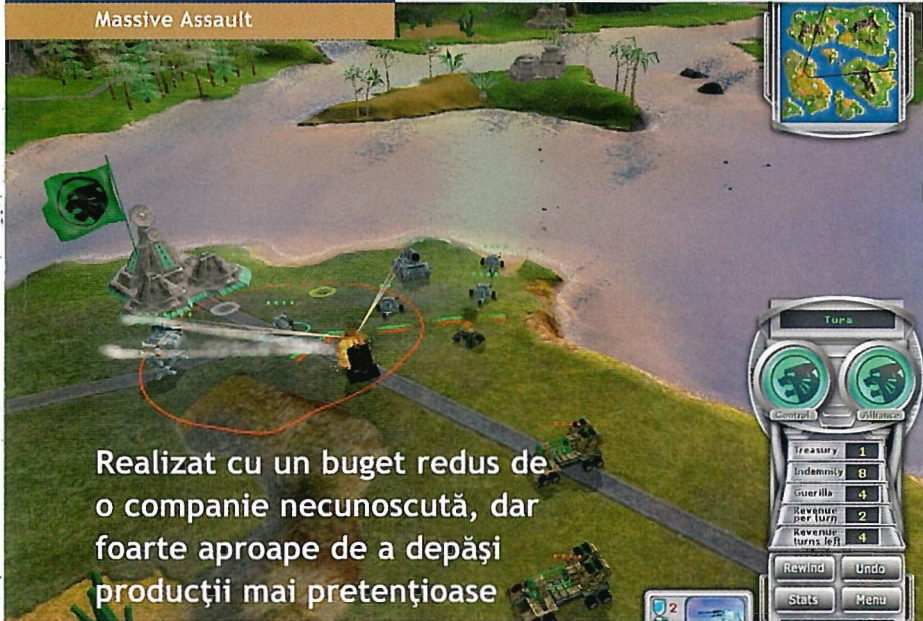 Massive Assault
Tura
Central Alliance
Treasury 1
Indemnity 8
Guerilla 4
Revenue per turn 2
Revenue turns left 4
Rewind Undo
Stats Menu
2
Realizat cu un buget redus de
o companie necunoscută, dar
foarte aproape de a depăşi
producţii mai pretenţioase